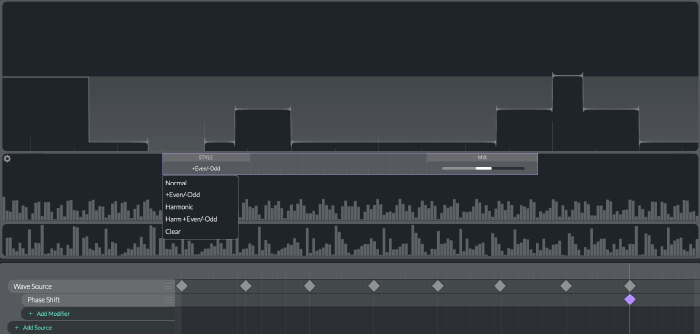 STYLE
MIX
+Even/-Odd
Normal
+Even/-Odd
Harmonic
Harm +Even/-Odd
Clear
Wave Source
Phase Shift
+ Add Modifier
+ Add Source